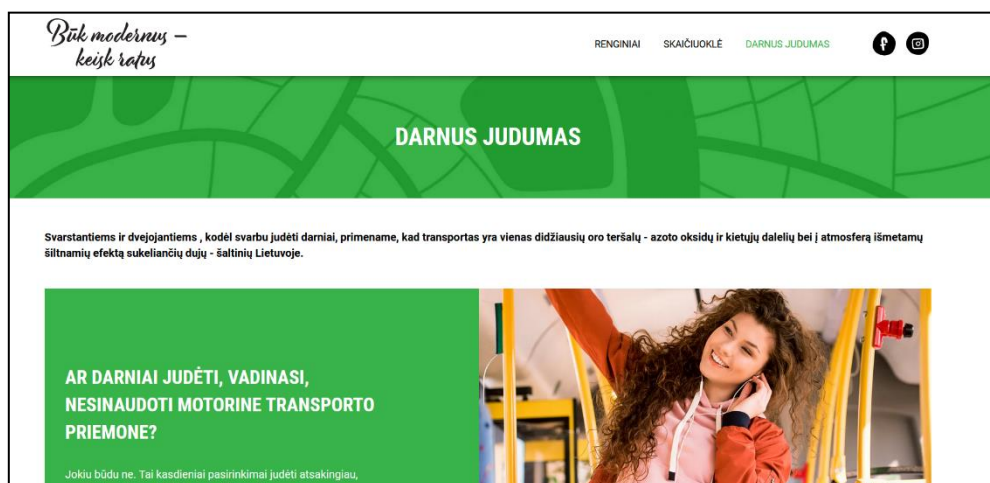 Būk modernus –
keisk ratus
RENGINIAI SKAIČIUOKLĖ DARNUS JUDUMAS
DARNUS JUDUMAS
Svarstantiems ir dvejojantiems , kodėl svarbu judėti darniai, primename, kad transportas yra vienas didžiausių oro teršalų - azoto oksidų ir kietųjų dalelių bei į atmosferą išmetamų
šiltnamių efektą sukeliančių dujų - šaltinių Lietuvoje.
AR DARNIAI JUDĖTI, VADINASI,
NESINAUDOTI MOTORINE TRANSPORTO
PRIEMONE?
Jokiu būdu ne. Tai kasdieniai pasirinkimai judėti atsakingiau,